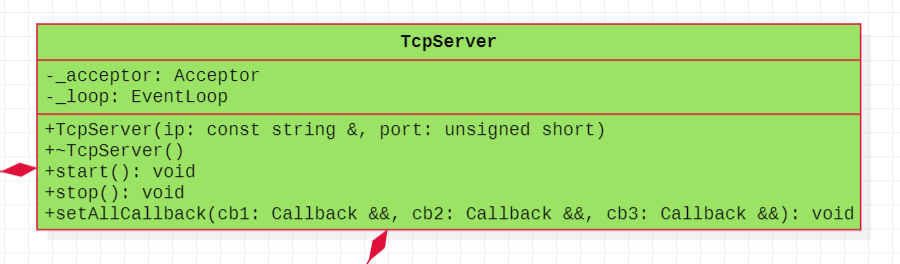 TcpServer
-_acceptor: Acceptor
-_loop: EventLoop
+TcpServer(ip: const string &, port: unsigned short)
+~TcpServer()
+start(): void
+stop(): void
+setAllCallback(cb1: Callback &&, cb2: Callback &&, cb3: Callback &&): void